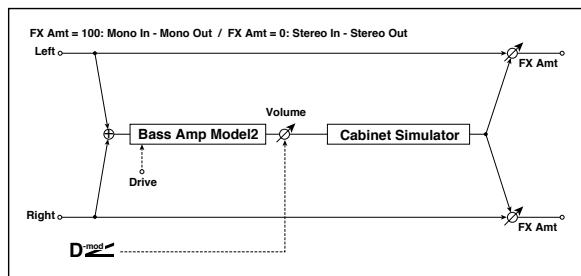 FX Amt = 100: Mono In - Mono Out / FX Amt = 0: Stereo In - Stereo Out
Left
FX Amt
Volume
Bass Amp Model2
Cabinet Simulator
Drive
Right
FX Amt
D-mod